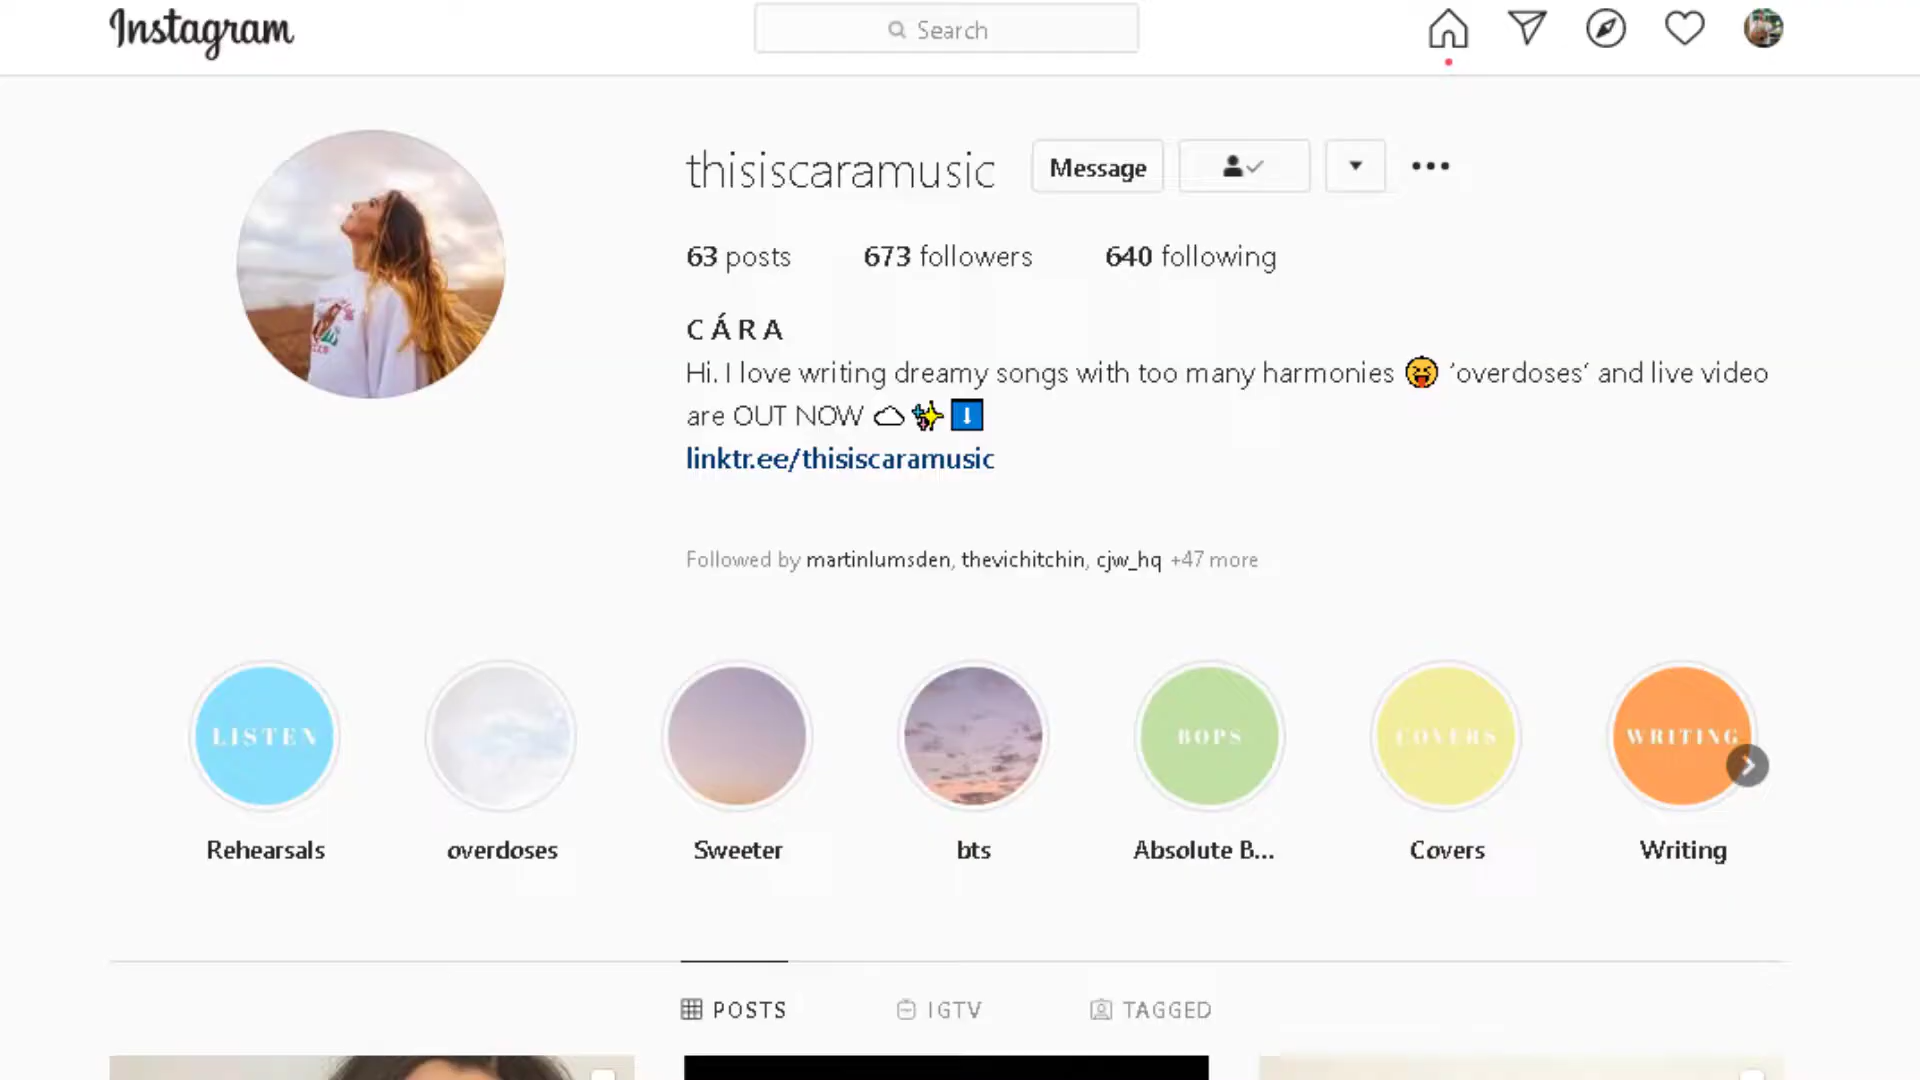 Instagram
Search
thisiscaramusic Message
63 posts 673 followers 640 following
C Á R A
Hi. I love writing dreamy songs with too many harmonies 😝 'overdoses' and live video
are OUT NOW ☁️ ✨ ⬇️
linktr.ee/thisiscaramusic
Followed by martinlumsden, thevichitchin, cjw_hq +47 more
LISTEN BOPS COVERS WRITING
Rehearsals overdoses Sweeter bts Absolute B... Covers Writing
POSTS IGTV TAGGED